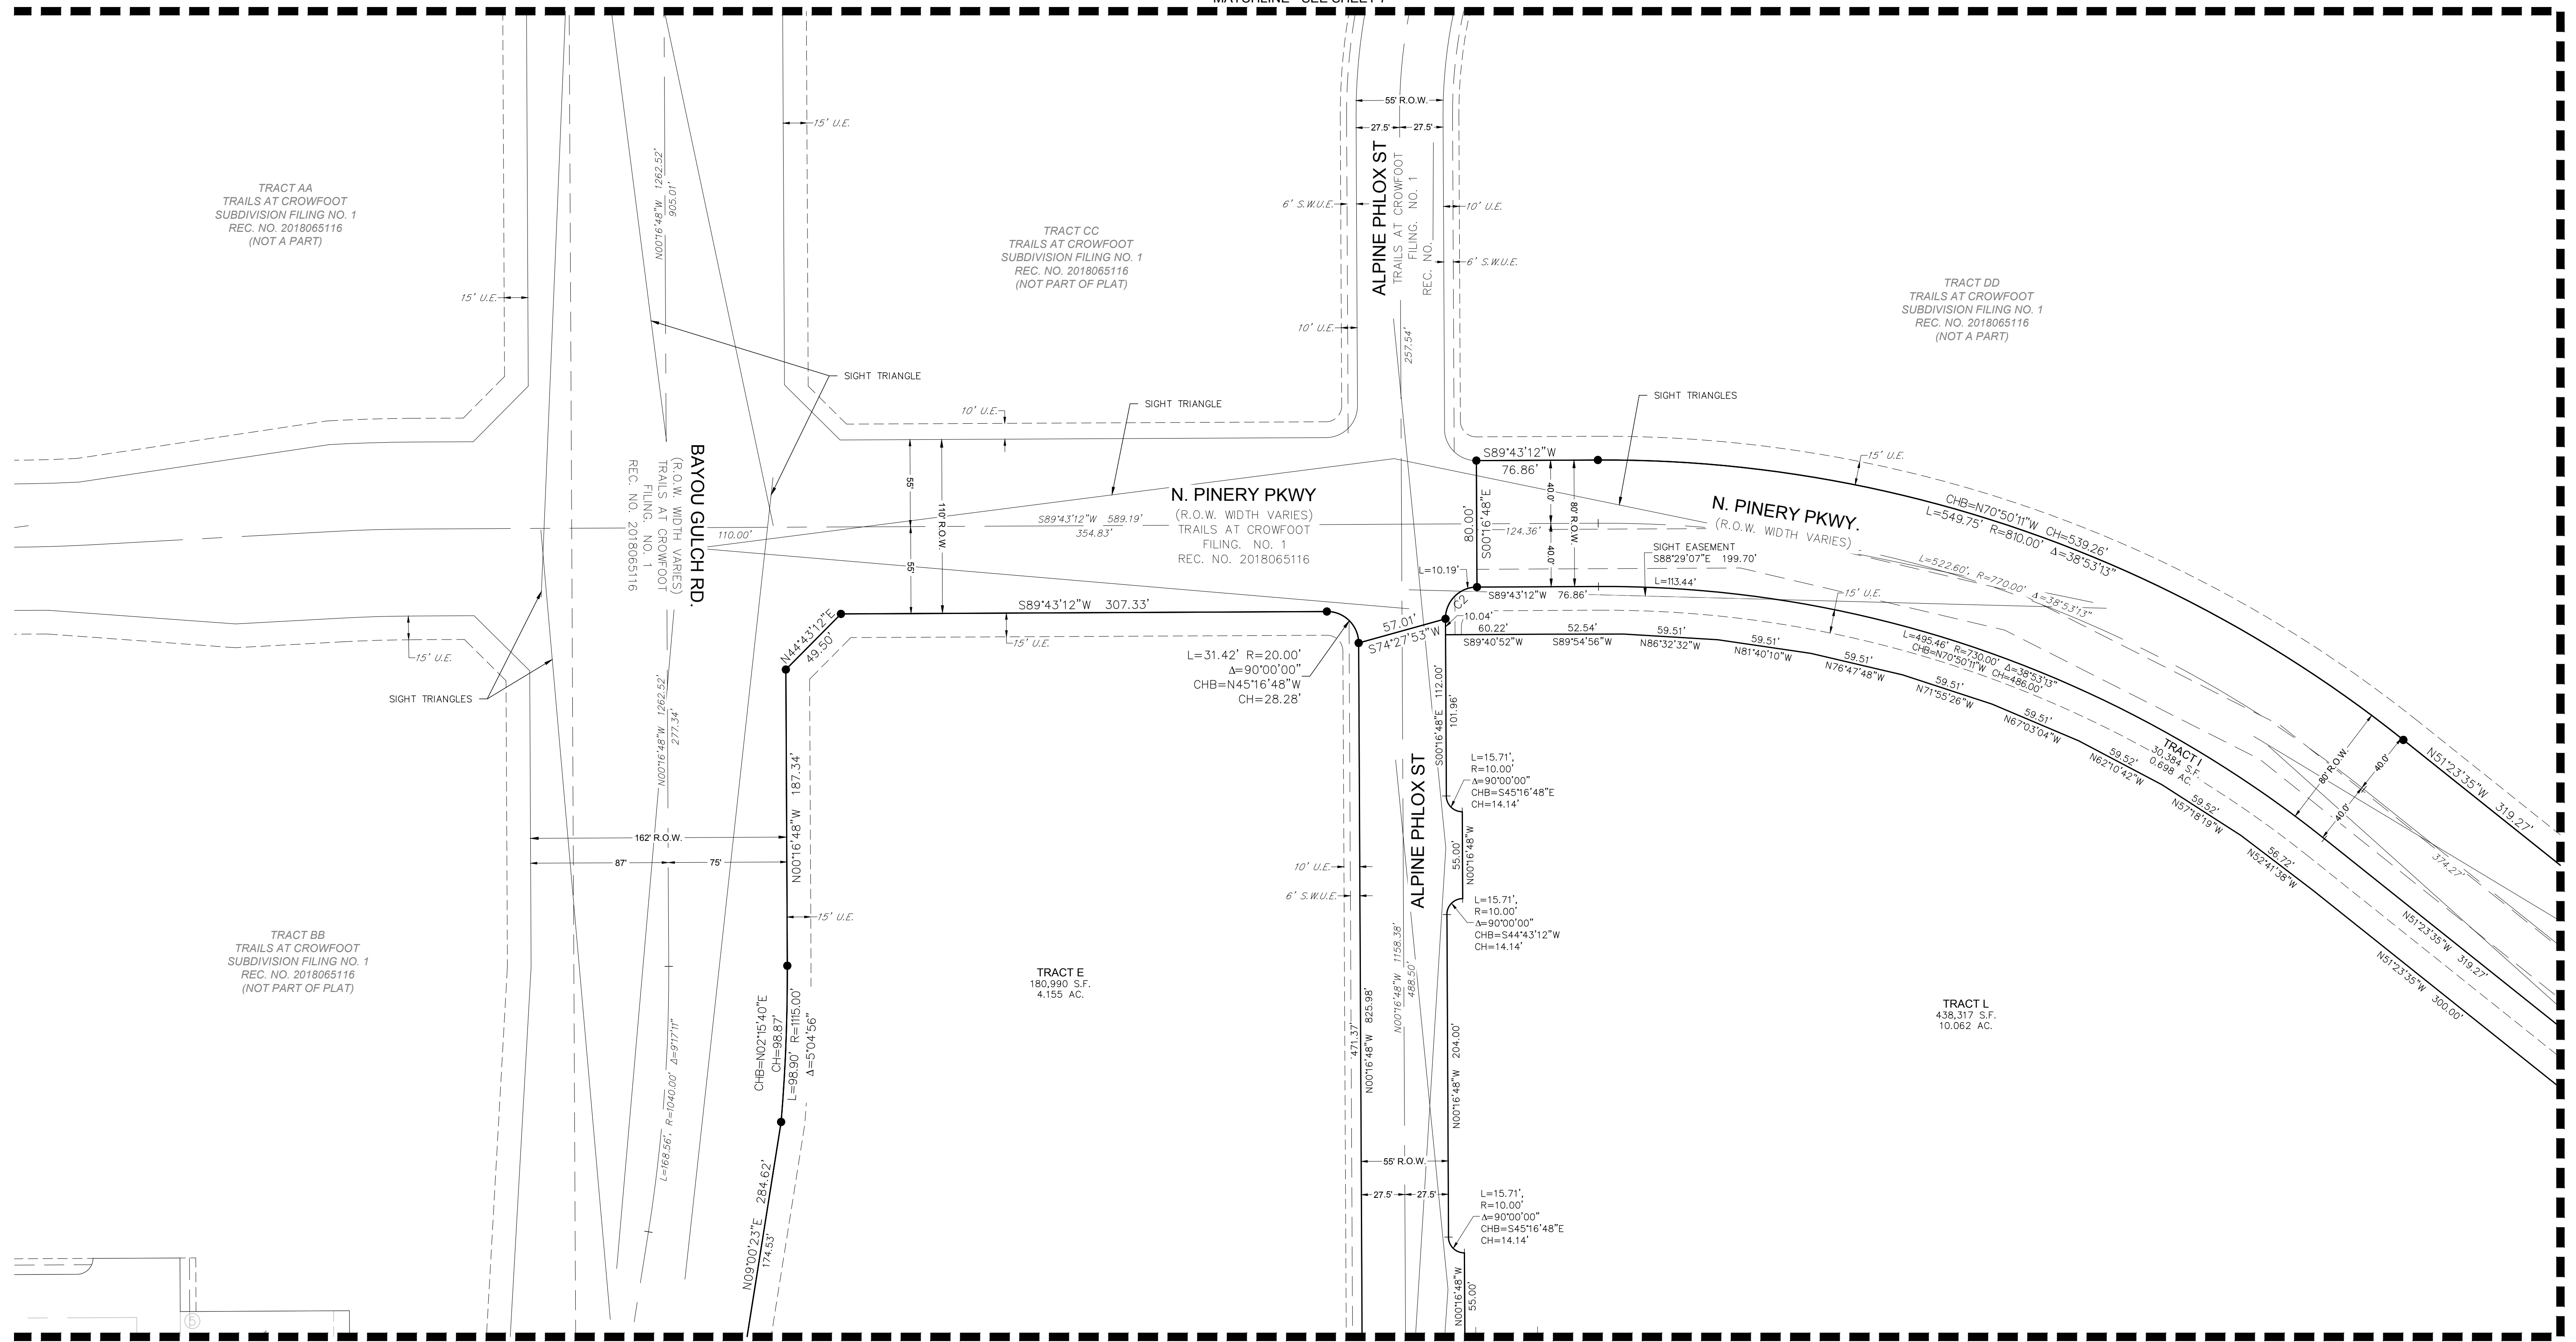 MATCHLINE - SEE SHEET 7
55' R.O.W.
27.5'
27.5'
15' U.E.
ALPINE PHLOX ST
TRAILS AT CROWFOOT
FILING. NO. 1
REC. NO.
N00°16'48"W 1262.52'
905.01'
TRACT AA
TRAILS AT CROWFOOT
SUBDIVISION FILING NO. 1
REC. NO. 2018065116
(NOT A PART)
6' S.W.U.E.
10' U.E.
TRACT CC
TRAILS AT CROWFOOT
SUBDIVISION FILING NO. 1
REC. NO. 2018065116
(NOT PART OF PLAT)
6' S.W.U.E.
TRACT DD
TRAILS AT CROWFOOT
SUBDIVISION FILING NO. 1
REC. NO. 2018065116
(NOT A PART)
15' U.E.
10' U.E.
257.54'
SIGHT TRIANGLE
SIGHT TRIANGLE
SIGHT TRIANGLES
10' U.E.
BAYOU GULCH RD.
(R.O.W. WIDTH VARIES)
TRAILS AT CROWFOOT
FILING. NO. 1
REC. NO. 2018065116
110.00'
55'
55'
110' R.O.W.
S89°43'12"W 589.19'
354.83'
N. PINERY PKWY
(R.O.W. WIDTH VARIES)
TRAILS AT CROWFOOT
FILING. NO. 1
REC. NO. 2018065116
S89°43'12"W
76.86'
15' U.E.
80.00'
S00°16'48"E
40.0'
40.0'
80' R.O.W.
124.36'
N. PINERY PKWY.
(R.O.W. WIDTH VARIES)
CHB=N70°50'11"W CH=539.26'
L=549.75' R=810.00' Δ=38°53'13"
SIGHT EASEMENT
S88°29'07"E 199.70'
L=522.60', R=770.00' Δ=38°53'13"
L=10.19'
L=113.44'
S89°43'12"W 76.86'
C2
15' U.E.
N44°43'12"E
49.50'
S89°43'12"W 307.33'
57.01'
S74°27'53"W
10.04'
15' U.E.
15' U.E.
60.22'
S89°40'52"W
52.54'
S89°54'56"W
59.51'
N86°32'32"W
59.51'
N81°40'10"W
59.51'
N76°47'48"W
59.51'
N71°55'26"W
59.51'
N67°03'04"W
59.52'
N62°10'42"W
59.52'
N57°18'19"W
56.72'
N52°41'38"W
L=495.46' R=730.00' Δ=38°53'13"
CHB=N70°50'11"W CH=486.00'
L=31.42' R=20.00'
Δ=90°00'00"
CHB=N45°16'48"W
CH=28.28'
SIGHT TRIANGLES
N00°16'48"W 1262.52'
277.34'
S00°16'48"E 112.00'
101.96'
TRACT I
30,384 S.F.
0.698 AC.
80' R.O.W.
40.0'
40.0'
N51°23'35"W 319.27'
N00°16'48"W 187.34'
ALPINE PHLOX ST
L=15.71',
R=10.00'
Δ=90°00'00"
CHB=S45°16'48"E
CH=14.14'
162' R.O.W.
87'
75'
55.00'
N00°16'48"W
10' U.E.
6' S.W.U.E.
374.27'
15' U.E.
L=15.71',
R=10.00'
Δ=90°00'00"
CHB=S44°43'12"W
CH=14.14'
N51°23'35"W 319.27'
N51°23'35"W 300.00'
TRACT BB
TRAILS AT CROWFOOT
SUBDIVISION FILING NO. 1
REC. NO. 2018065116
(NOT PART OF PLAT)
N00°16'48"W 1158.38'
488.50'
TRACT E
180,990 S.F.
4.155 AC.
CHB=N02°15'40"E
CH=98.87'
L=98.90' R=1115.00'
Δ=5°04'56"
471.37'
N00°16'48"W 825.98'
N00°16'48"W 204.00'
TRACT L
438,317 S.F.
10.062 AC.
L=168.56', R=1040.00' Δ=9°17'11"
55' R.O.W.
27.5'
27.5'
N09°00'23"E 284.62'
174.53'
L=15.71',
R=10.00'
Δ=90°00'00"
CHB=S45°16'48"E
CH=14.14'
N00°16'48"W
55.00'
5